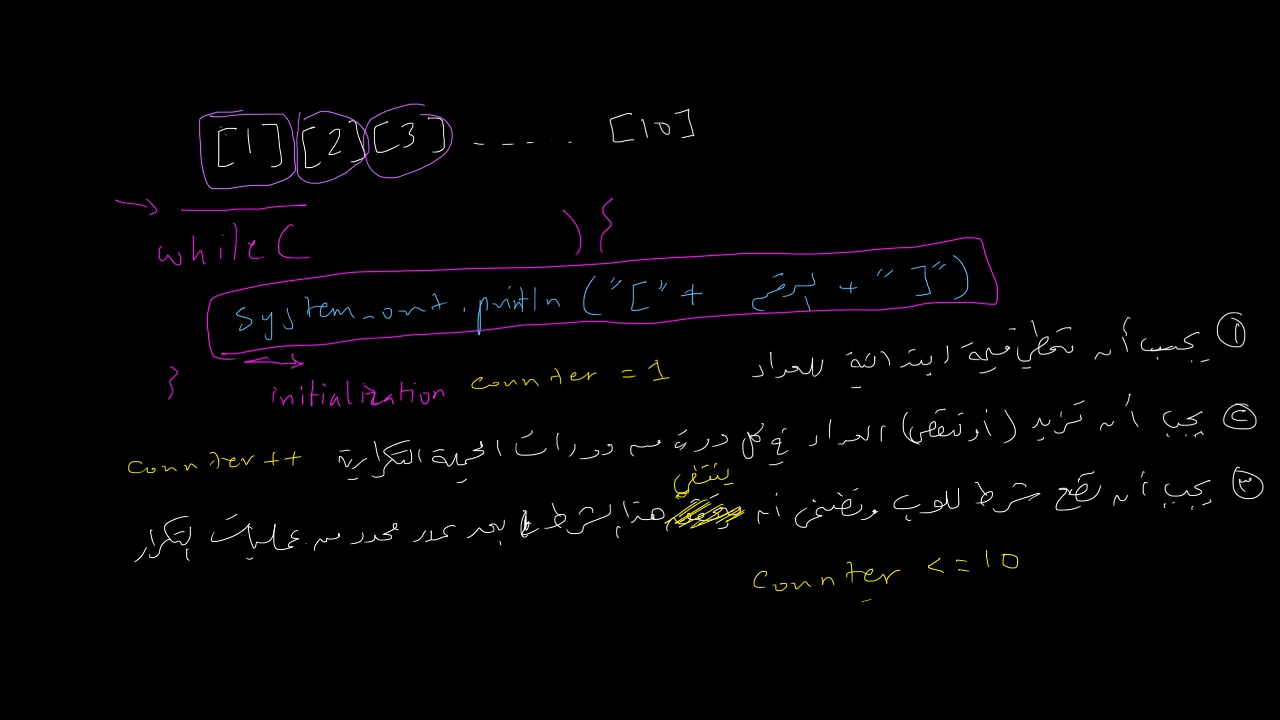 [1] [2] [3] ----.. [10]
while( ){
System.out.println("[" + الرقم + "]")
}
initialization counter = 1
① يجب أن تعطي قيمة ابتدائية للعداد
② يجب أن تزيد (أو تنقص) العداد في كل دورة من دورات الجملة التكرارية counter++
③ يجب أن تضع شرط للوب وتضمن أن ينتفي هذا الشرط بعد عدد محدد من عمليات التكرار
counter <= 10